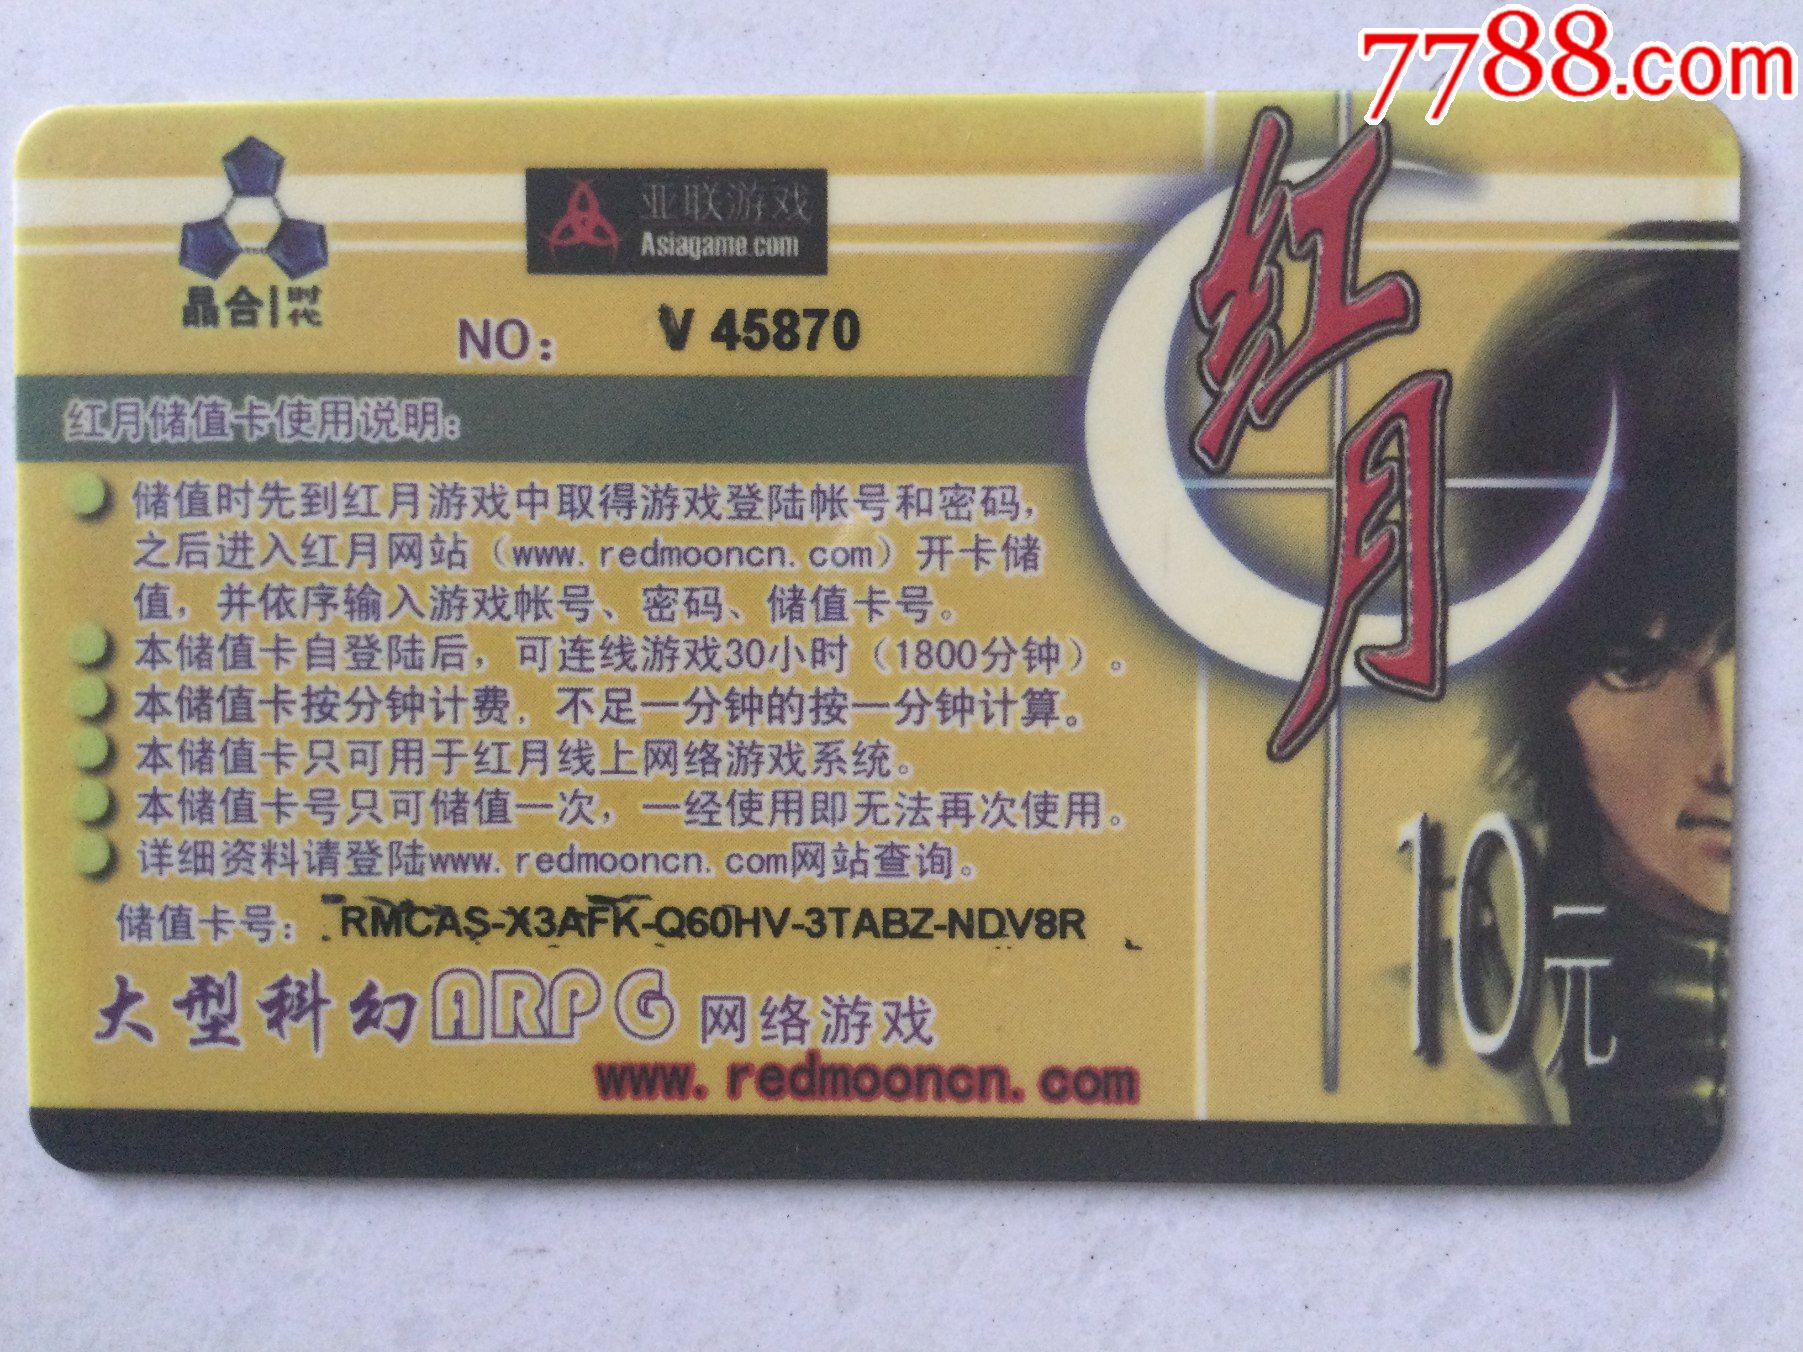 7788.com
亚联游戏
Asiagame.com
晶合时代
NO： V 45870
红月
红月储值卡使用说明：
储值时先到红月游戏中取得游戏登陆帐号和密码，
之后进入红月网站（www.redmooncn.com）开卡储
值，并依序输入游戏帐号、密码、储值卡号。
本储值卡自登陆后，可连线游戏30小时（1800分钟）。
本储值卡按分钟计费，不足一分钟的按一分钟计算。
本储值卡只可用于红月线上网络游戏系统。
本储值卡号只可储值一次，一经使用即无法再次使用。
详细资料请登陆www.redmooncn.com网站查询。
储值卡号：RMCAS-X3AFK-Q60HV-3TABZ-NDV8R
10元
大型科幻ARPG网络游戏
www.redmooncn.com